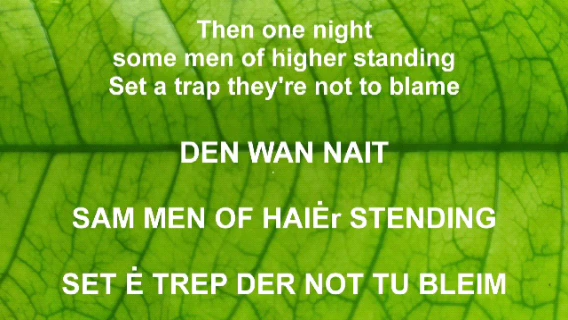 Then one night
some men of higher standing
Set a trap they're not to blame
DEN WAN NAIT
SAM MEN OF HAIĖr STENDING
SET Ė TREP DER NOT TU BLEIM